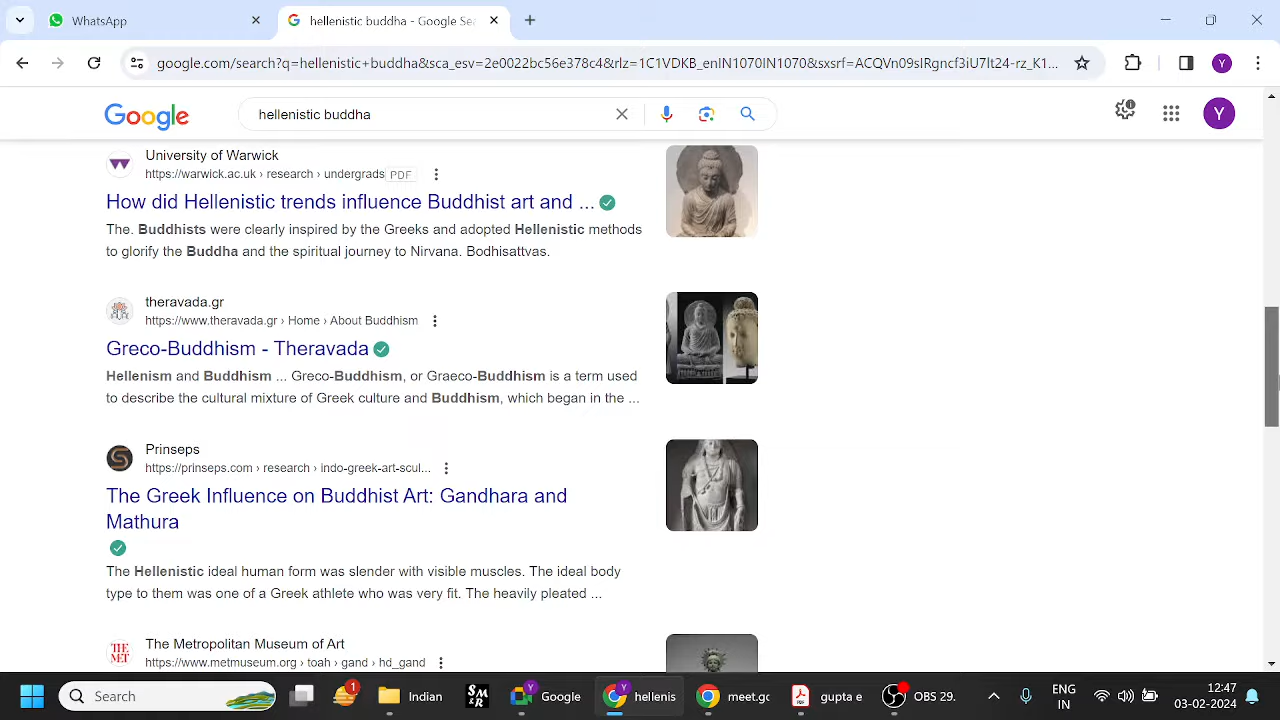 WhatsApp
hellenistic buddha - Google Sea
google.com/search?q=hellenistic+buddha&sca_esv=2e0022bc56e378c4&rlz=1C1VDKB_enIN1070IN1070&sxsrf=ACQVn09slRgncf3iU7lt24-rz_K1...
Google
hellenistic buddha
Y
University of Warwick
https://warwick.ac.uk › research › undergrads PDF
How did Hellenistic trends influence Buddhist art and ...
The. Buddhists were clearly inspired by the Greeks and adopted Hellenistic methods
to glorify the Buddha and the spiritual journey to Nirvana. Bodhisattvas.
theravada.gr
https://www.theravada.gr › Home › About Buddhism
Greco-Buddhism - Theravada
Hellenism and Buddhism ... Greco-Buddhism, or Graeco-Buddhism is a term used
to describe the cultural mixture of Greek culture and Buddhism, which began in the ...
Prinseps
https://prinseps.com › research › indo-greek-art-scul...
The Greek Influence on Buddhist Art: Gandhara and
Mathura
The Hellenistic ideal human form was slender with visible muscles. The ideal body
type to them was one of a Greek athlete who was very fit. The heavily pleated ...
THE MET
The Metropolitan Museum of Art
https://www.metmuseum.org › toah › gand › hd_gand
Search
1
Indian
Google
hellenis
meet.gc
gupta e
OBS 29
ENG
IN
12:47
03-02-2024